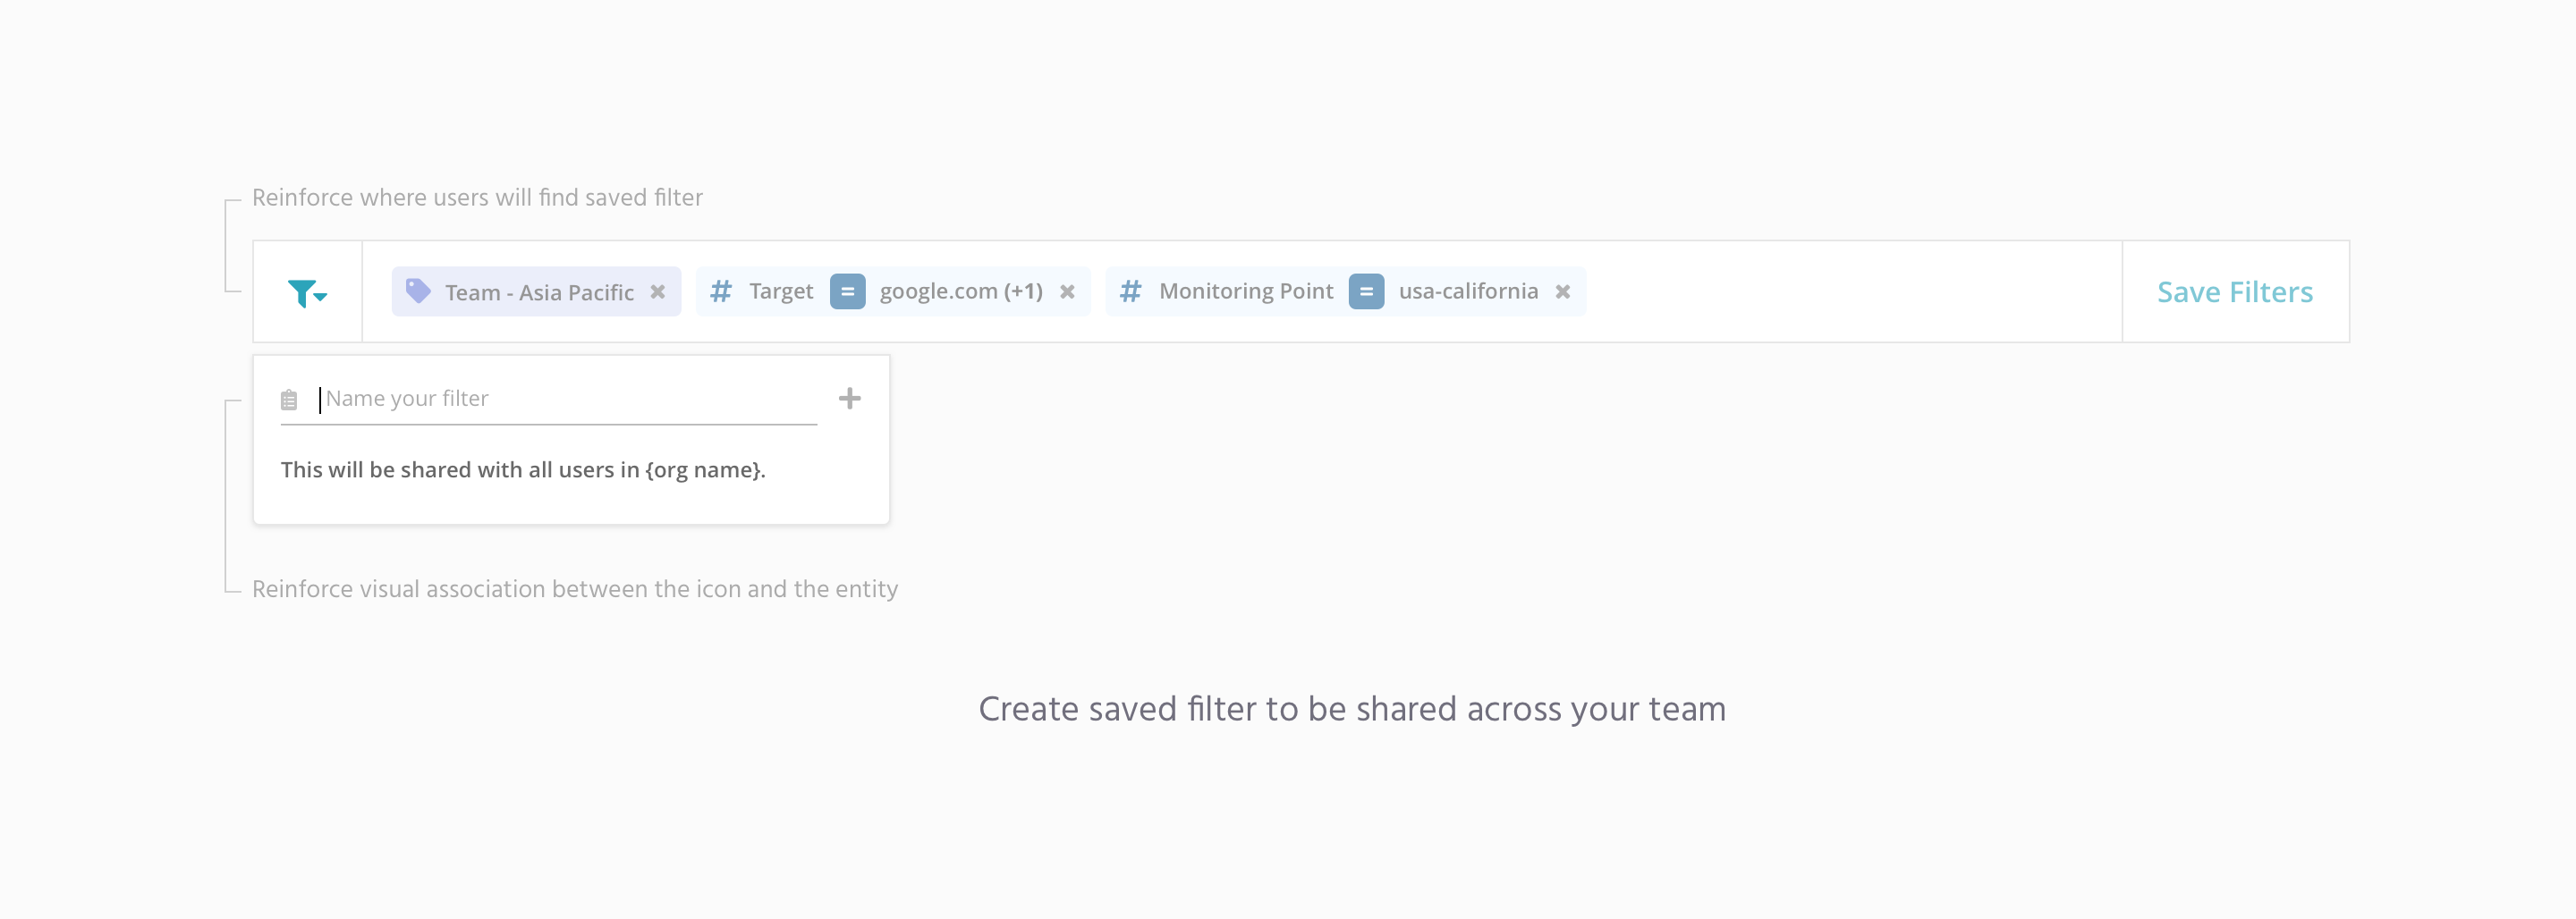 Reinforce where users will find saved filter
Team - Asia Pacific # Target = google.com (+1) # Monitoring Point = usa-california Save Filters
Name your filter
This will be shared with all users in {org name}.
Reinforce visual association between the icon and the entity
Create saved filter to be shared across your team